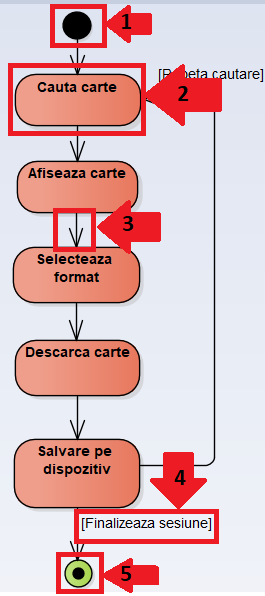 1
[Repeta cautare]
Cauta carte
2
Afiseaza carte
3
Selecteaza
format
Descarca carte
Salvare pe
dispozitiv
4
[Finalizeaza sesiune]
5